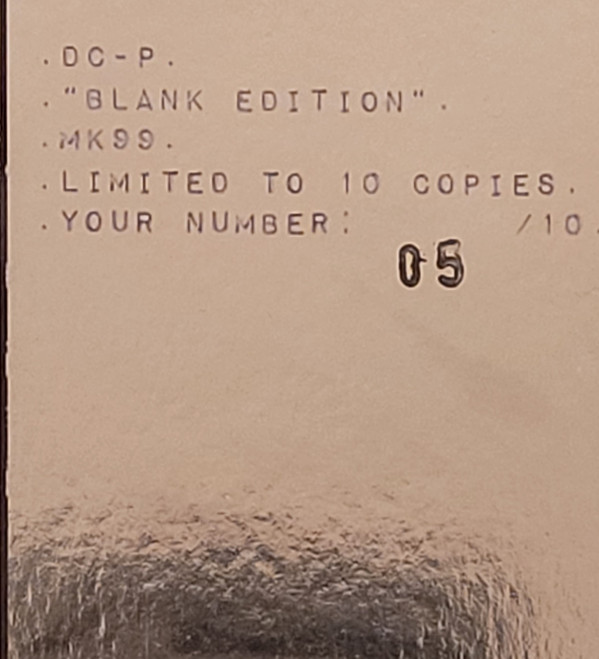 .DC-P.
."BLANK EDITION".
.MK99.
.LIMITED TO 10 COPIES.
.YOUR NUMBER: /10.
05